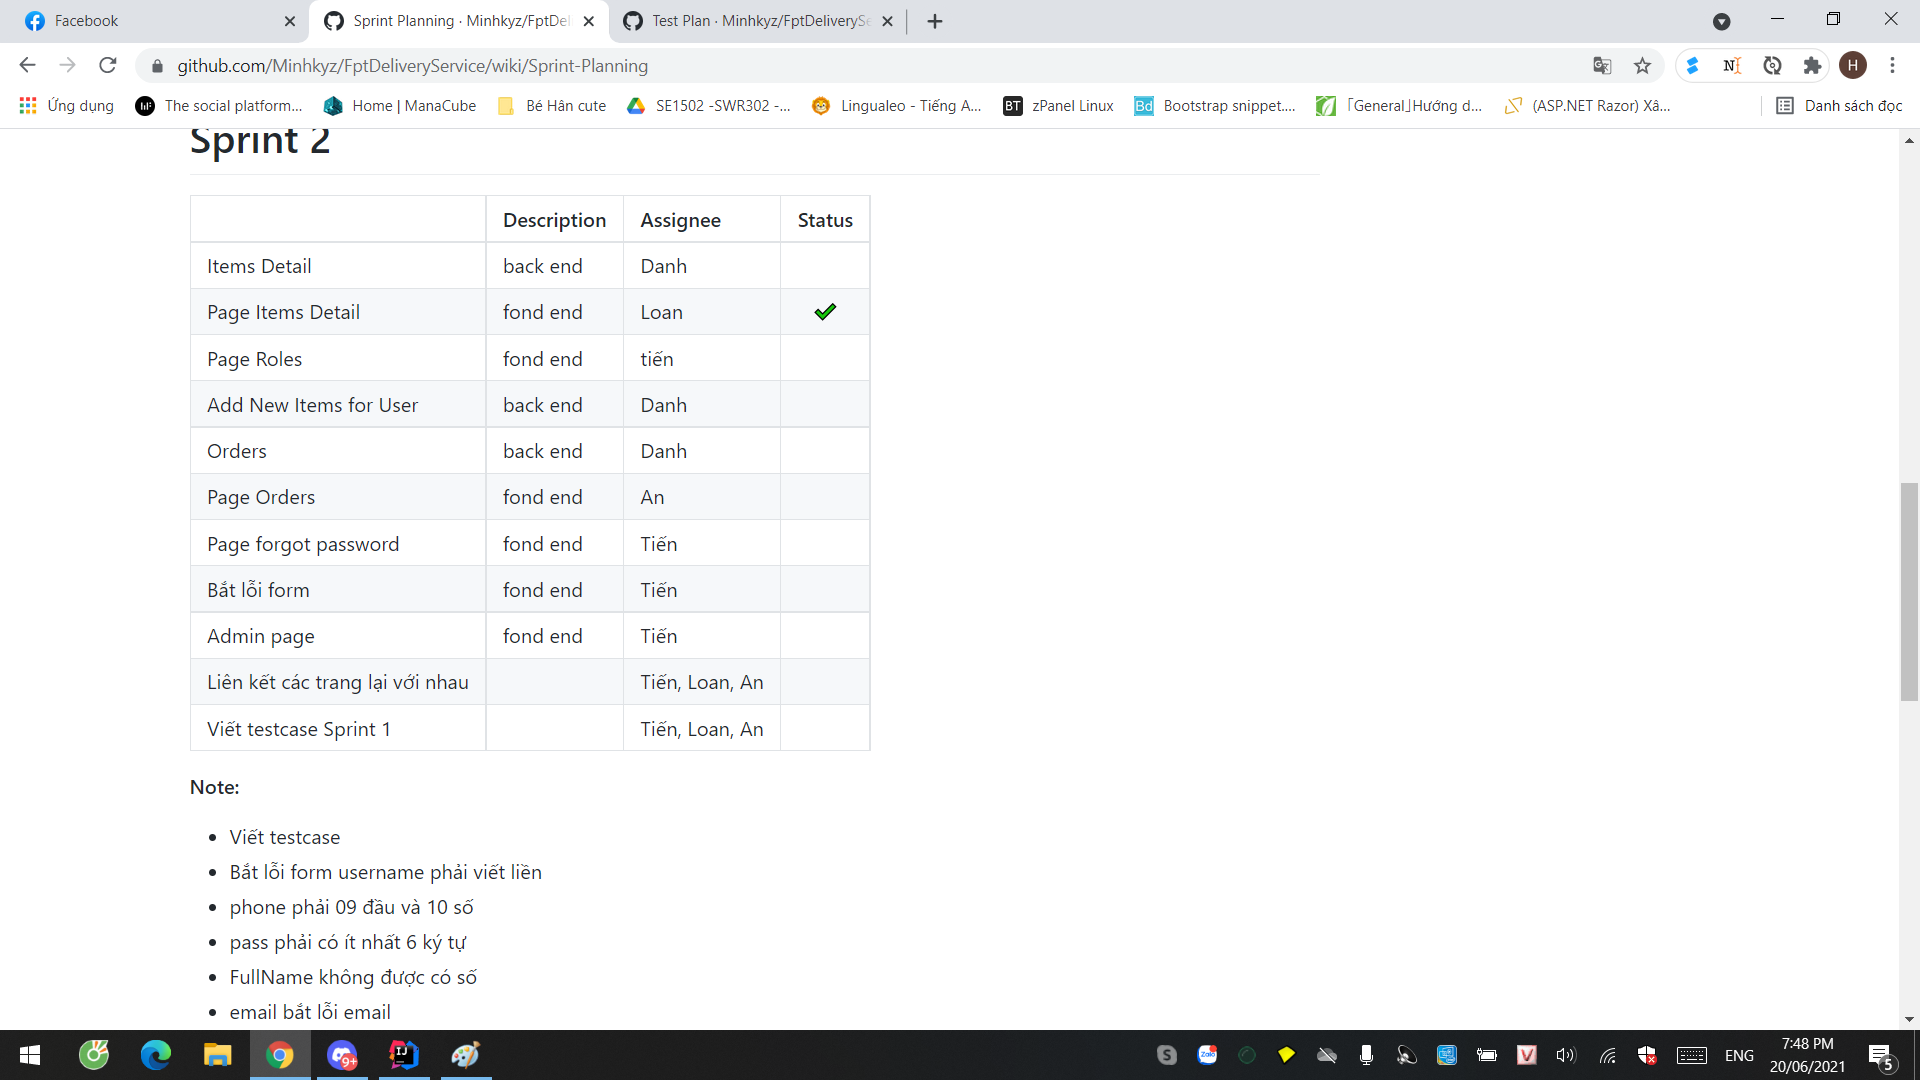 Facebook
Sprint Planning · Minhkyz/FptDel
Test Plan · Minhkyz/FptDeliverySe
github.com/Minhkyz/FptDeliveryService/wiki/Sprint-Planning
H
Ứng dụng
The social platform...
Home | ManaCube
Bé Hân cute
SE1502 -SWR302 -...
Lingualeo - Tiếng A...
BT zPanel Linux
Bd Bootstrap snippet....
「General」Hướng d...
(ASP.NET Razor) Xâ...
Danh sách đọc
Sprint 2
Description Assignee Status
Items Detail back end Danh
Page Items Detail fond end Loan ✔
Page Roles fond end tiến
Add New Items for User back end Danh
Orders back end Danh
Page Orders fond end An
Page forgot password fond end Tiến
Bắt lỗi form fond end Tiến
Admin page fond end Tiến
Liên kết các trang lại với nhau Tiến, Loan, An
Viết testcase Sprint 1 Tiến, Loan, An
Note:
• Viết testcase
• Bắt lỗi form username phải viết liền
• phone phải 09 đầu và 10 số
• pass phải có ít nhất 6 ký tự
• FullName không được có số
• email bắt lỗi email
9+
IJ
S
Zalo
V
ENG
7:48 PM
20/06/2021
5